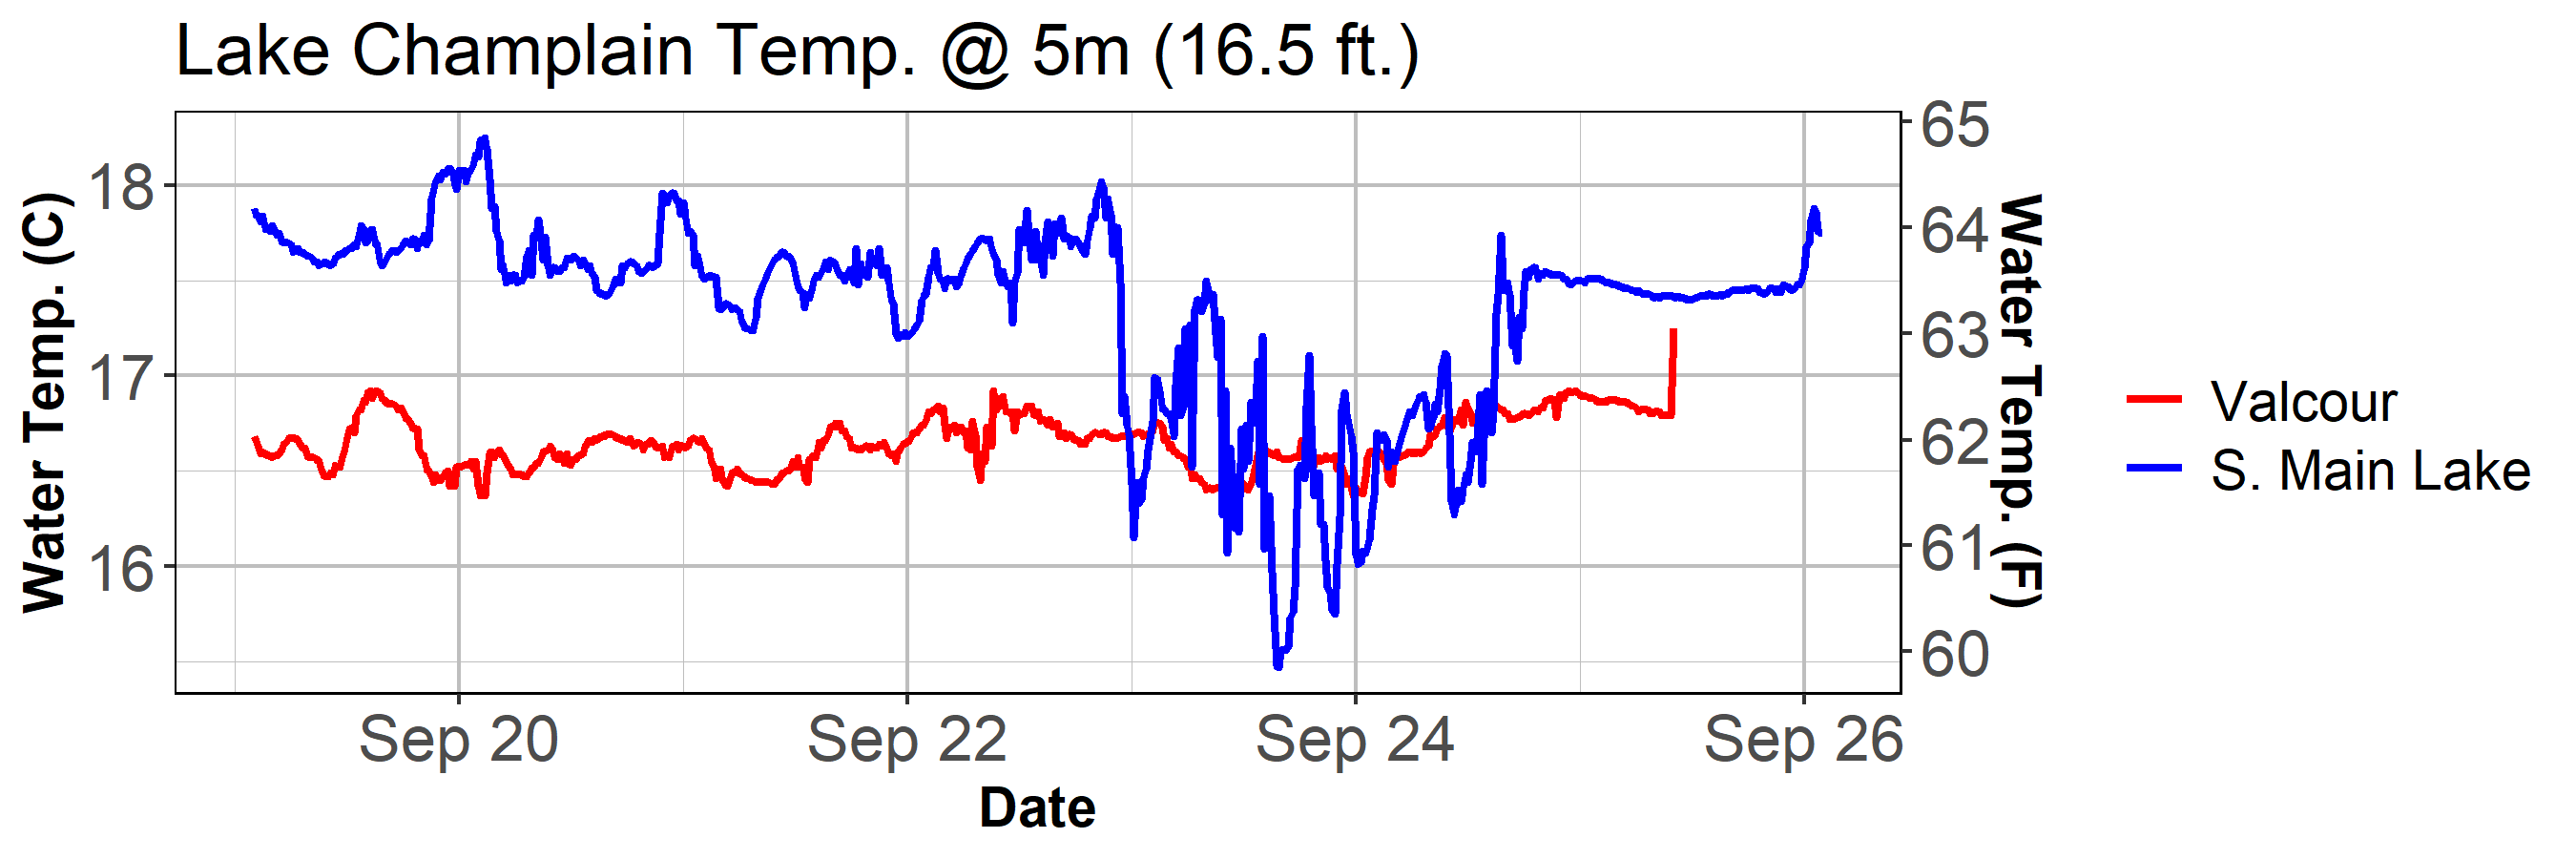 Lake Champlain Temp. @ 5m (16.5 ft.)
Water Temp. (C)
18
17
16
65
64
63
62
61
60
Water Temp. (F)
Sep 20
Sep 22
Sep 24
Sep 26
Date
Valcour
S. Main Lake